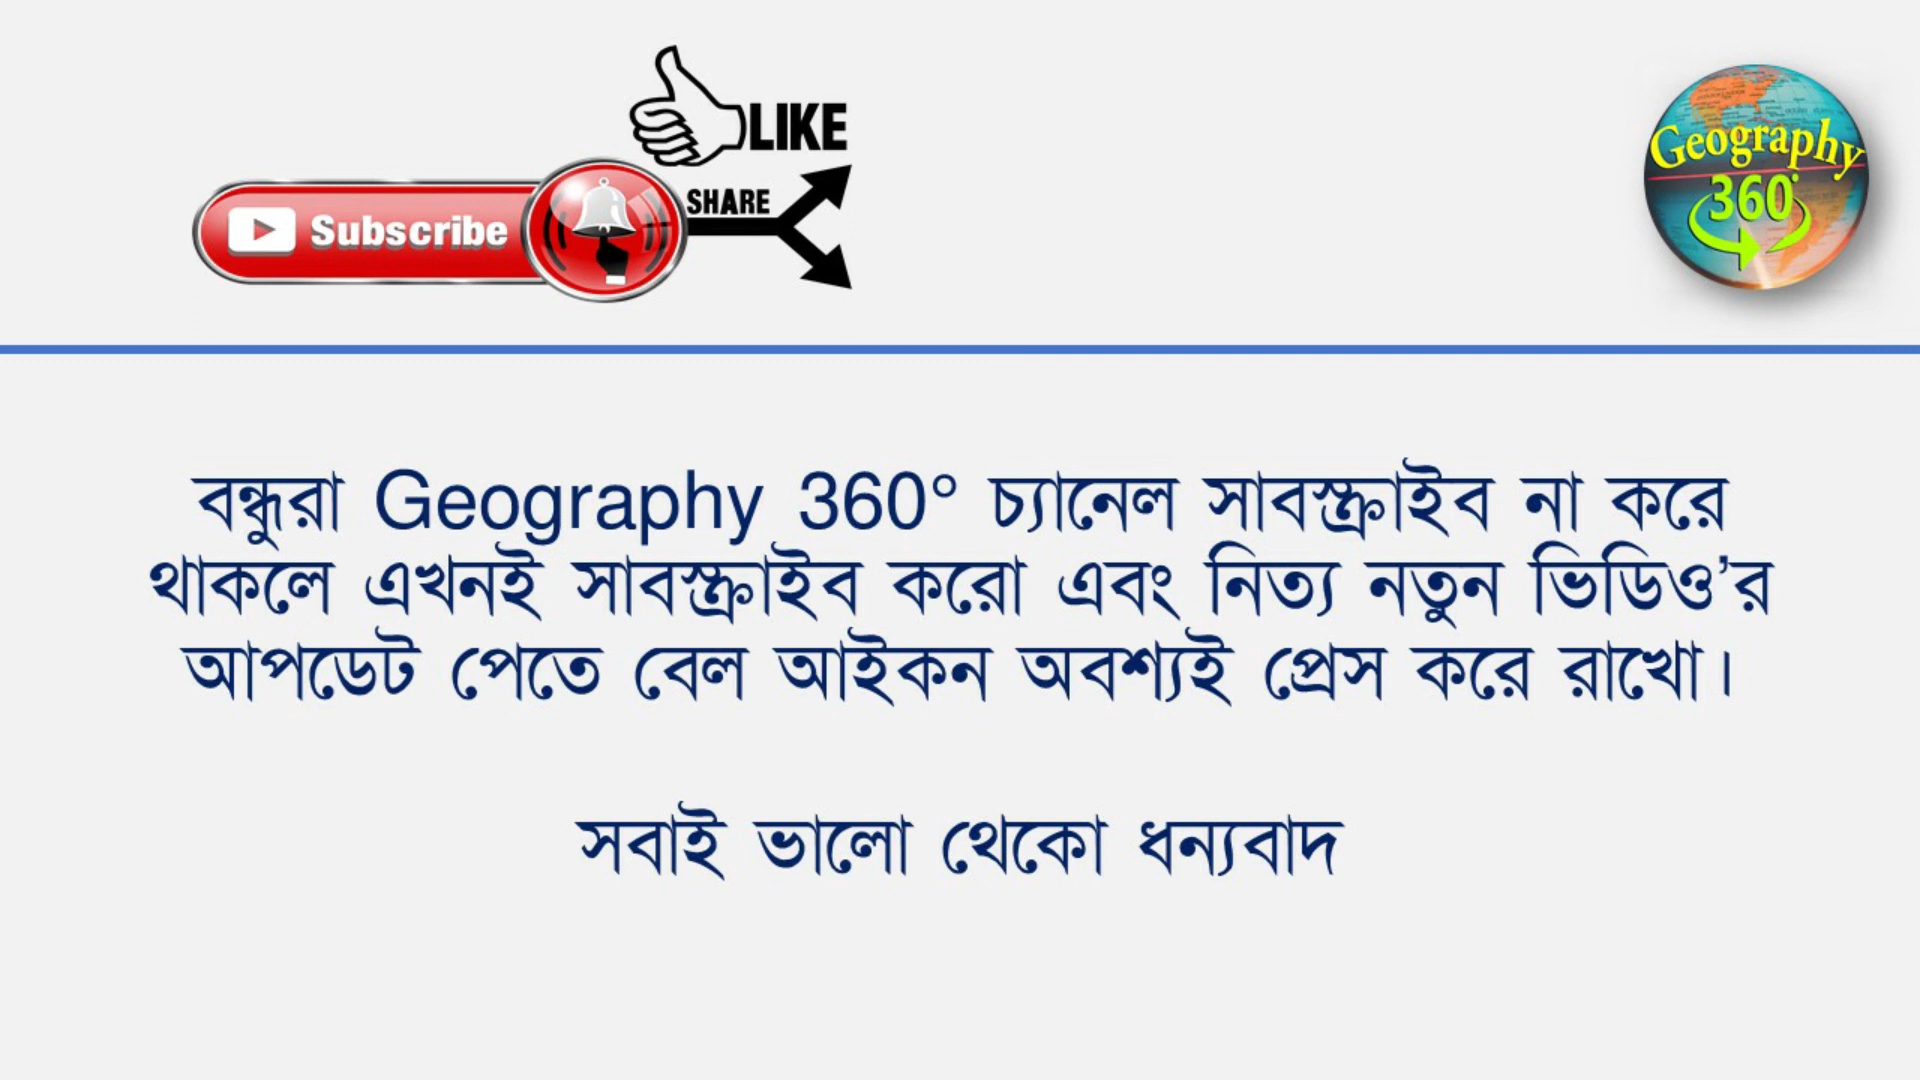 LIKE
Subscribe
SHARE
Geography
360°
বন্ধুরা Geography 360° চ্যানেল সাবস্ক্রাইব না করে
থাকলে এখনই সাবস্ক্রাইব করো এবং নিত্য নতুন ভিডিও’র
আপডেট পেতে বেল আইকন অবশ্যই প্রেস করে রাখো।
সবাই ভালো থেকো ধন্যবাদ